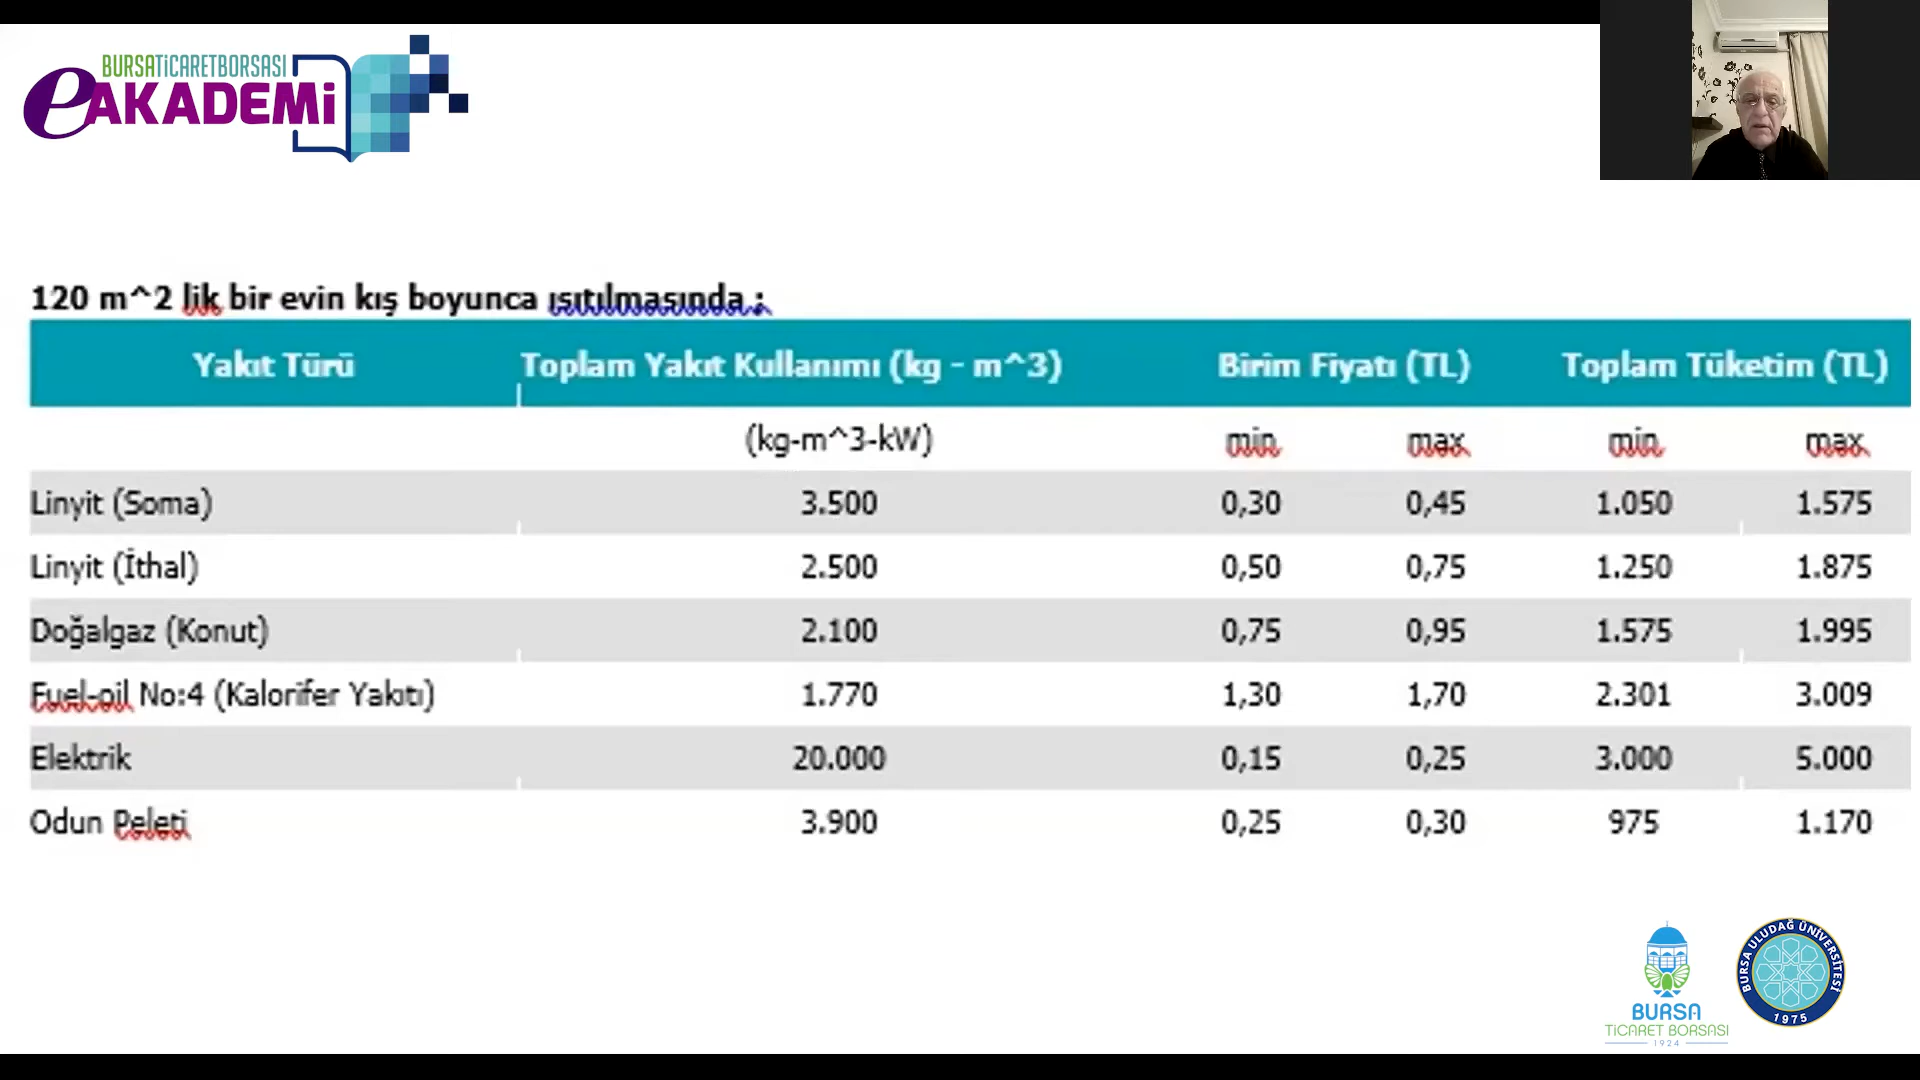 BURSATİCARETBORSASI
eAKADEMİ
120 m^2 lik bir evin kış boyunca ısıtılmasında ;
Yakıt Türü Toplam Yakıt Kullanımı (kg - m^3) Birim Fiyatı (TL) Toplam Tüketim (TL)
(kg-m^3-kW) min max min max
Linyit (Soma) 3.500 0,30 0,45 1.050 1.575
Linyit (İthal) 2.500 0,50 0,75 1.250 1.875
Doğalgaz (Konut) 2.100 0,75 0,95 1.575 1.995
Fuel-oil No:4 (Kalorifer Yakıtı) 1.770 1,30 1,70 2.301 3.009
Elektrik 20.000 0,15 0,25 3.000 5.000
Odun Peleti 3.900 0,25 0,30 975 1.170
BURSA
TİCARET BORSASI
1924
BURSA ULUDAĞ ÜNİVERSİTESİ
1975